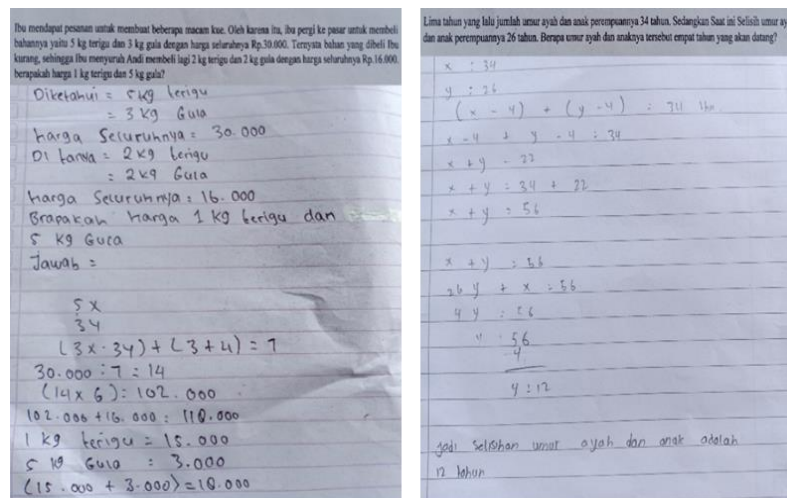 Ibu mendapat pesanan untuk membuat beberapa macam kue. Oleh karena itu, ibu pergi ke pasar untuk membeli
bahannya yaitu 5 kg terigu dan 3 kg gula dengan harga seluruhnya Rp.30.000. Ternyata bahan yang dibeli Ibu
kurang, sehingga Ibu menyuruh Andi membeli lagi 2 kg terigu dan 2 kg gula dengan harga seluruhnya Rp.16.000.
berapakah harga 1 kg terigu dan 5 kg gula?
Diketahui = 5kg terigu
= 3 kg Gula
harga Seluruhnya = 30.000
Di tanya = 2kg terigu
= 2kg Gula
harga Seluruhnya = 16.000
Brapakah harga 1 kg terigu dan
5 kg Gula
Jawab =
5x
34
(3x.34) + (3+4) = 7
30.000 : 7 = 14
(14 x 6) = 102.000
102.000 + 16.000 = 118.000
1 kg terigu = 15.000
5 kg Gula = 3.000
(15.000 + 3.000) = 18.000
Lima tahun yang lalu jumlah umur ayah dan anak perempuannya 34 tahun. Sedangkan Saat ini Selisih umur ay
dan anak perempuannya 26 tahun. Berapa umur ayah dan anaknya tersebut empat tahun yang akan datang?
x : 34
y : 26
(x - 4) + (y - 4) : 34 thn
x - 4 + y - 4 : 34
x + y - 22
x + y = 34 + 22
x + y = 56
x + y = 56
26 y + x = 56
4 y : 56
y : 56
4
y : 12
Jadi Selisihan umur ayah dan anak adalah
12 tahun